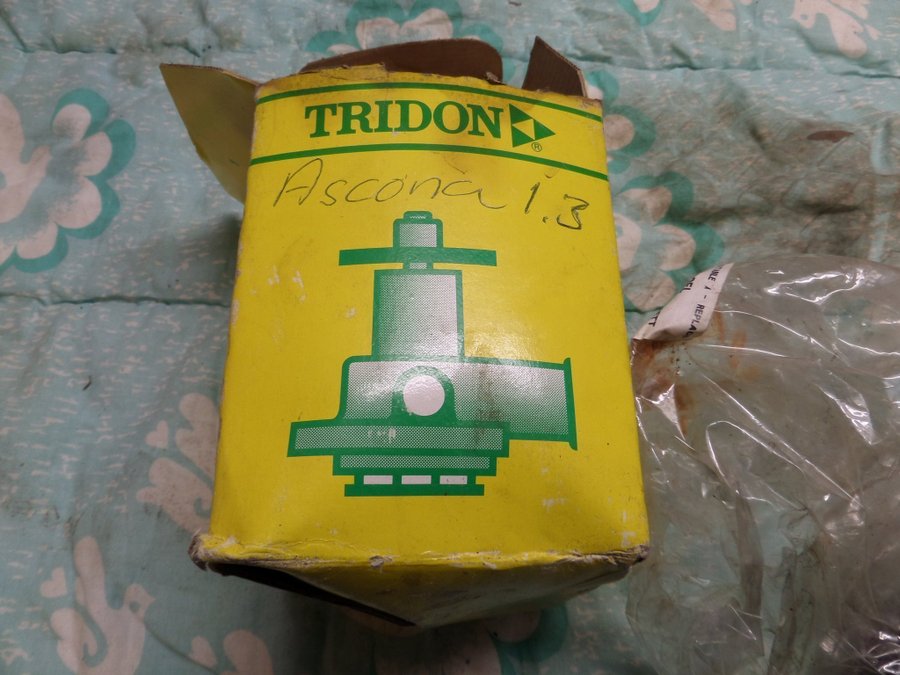 TRIDON ®
Ascona 1.3